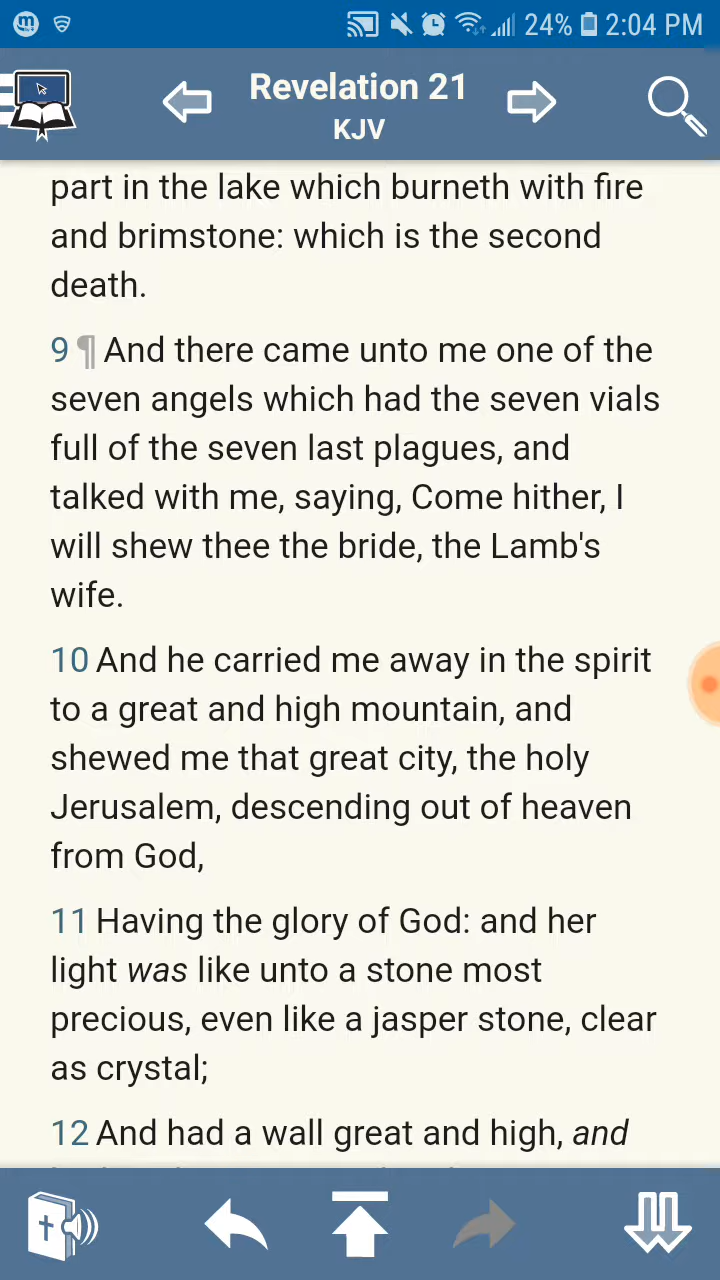 24% 2:04 PM
Revelation 21
KJV
part in the lake which burneth with fire
and brimstone: which is the second
death.
9 ¶ And there came unto me one of the
seven angels which had the seven vials
full of the seven last plagues, and
talked with me, saying, Come hither, I
will shew thee the bride, the Lamb's
wife.
10 And he carried me away in the spirit
to a great and high mountain, and
shewed me that great city, the holy
Jerusalem, descending out of heaven
from God,
11 Having the glory of God: and her
light was like unto a stone most
precious, even like a jasper stone, clear
as crystal;
12 And had a wall great and high, and